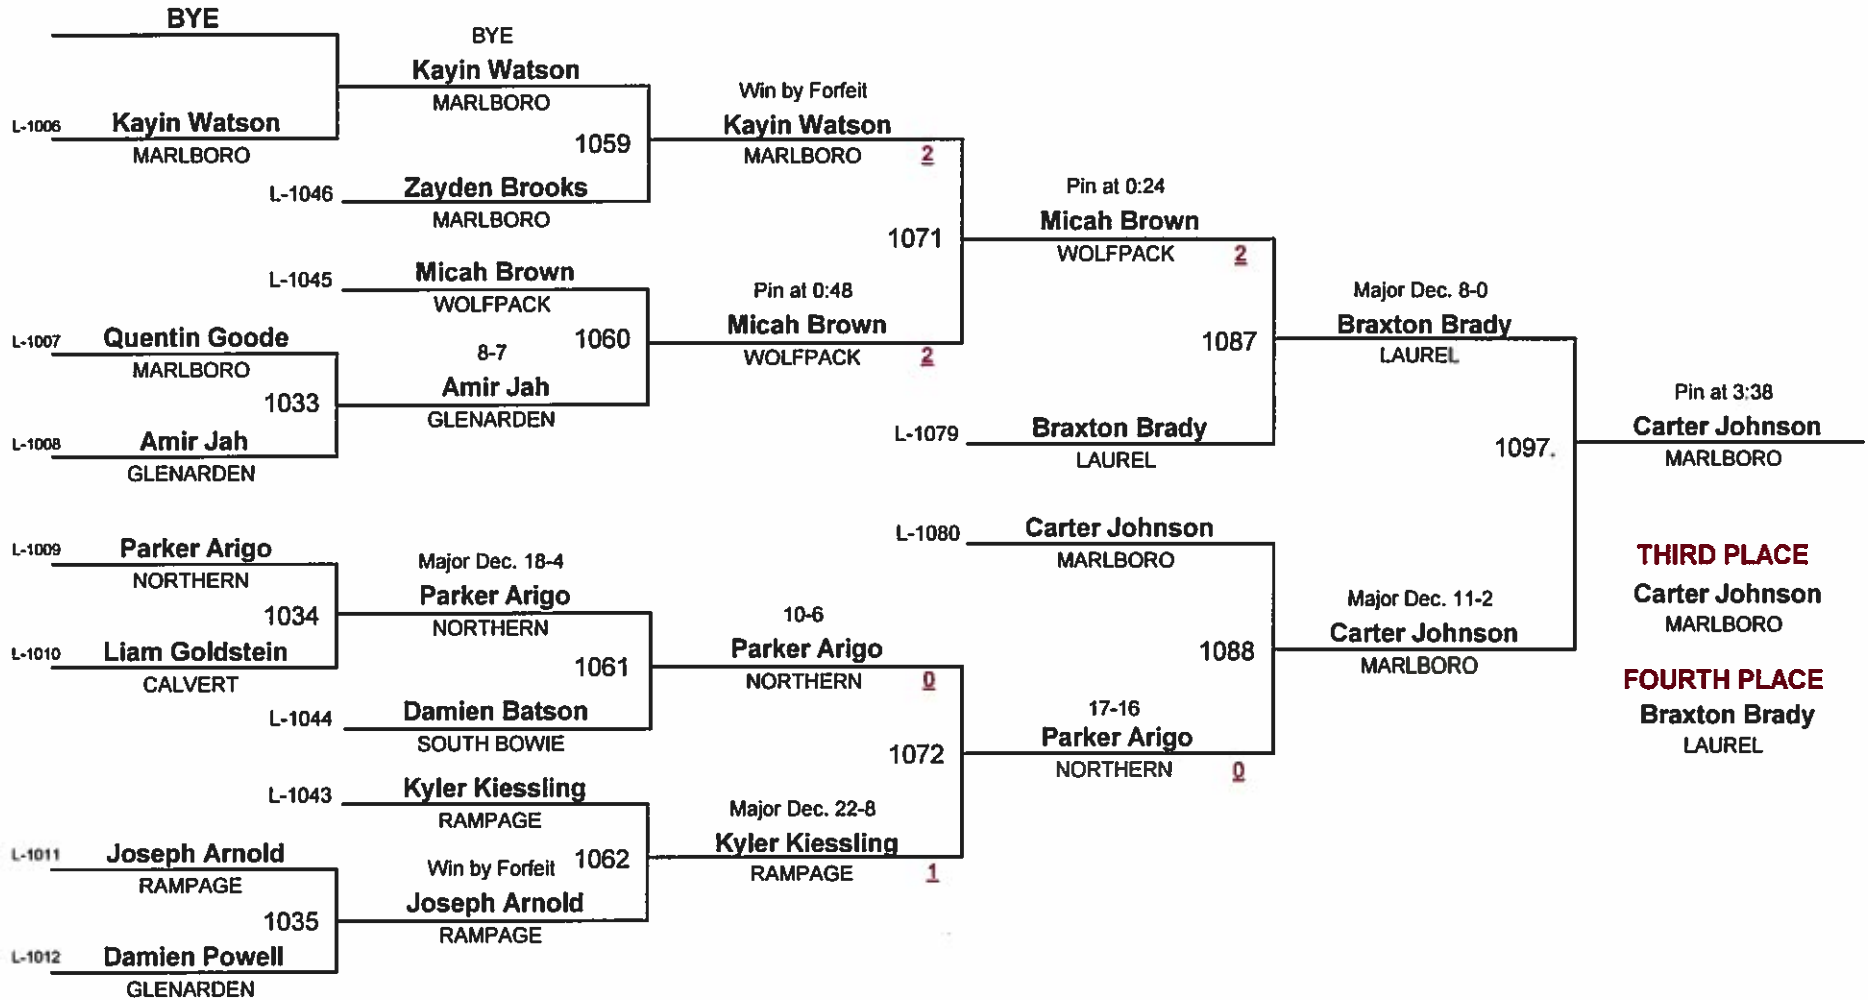 BYE
L-1006 Kayin Watson
MARLBORO
L-1007 Quentin Goode
MARLBORO
1033
L-1008 Amir Jah
GLENARDEN
L-1009 Parker Arigo
NORTHERN
1034
L-1010 Liam Goldstein
CALVERT
L-1011 Joseph Arnold
RAMPAGE
1035
L-1012 Damien Powell
GLENARDEN
BYE
Kayin Watson
MARLBORO
1059
L-1046 Zayden Brooks
MARLBORO
L-1045 Micah Brown
WOLFPACK
1060
8-7
Amir Jah
GLENARDEN
Major Dec. 18-4
Parker Arigo
NORTHERN
1061
L-1044 Damien Batson
SOUTH BOWIE
L-1043 Kyler Kiessling
RAMPAGE
1062
Win by Forfeit
Joseph Arnold
RAMPAGE
Win by Forfeit
Kayin Watson
MARLBORO 2
1071
Pin at 0:48
Micah Brown
WOLFPACK 2
10-6
Parker Arigo
NORTHERN 0
1072
Major Dec. 22-8
Kyler Kiessling
RAMPAGE 1
Pin at 0:24
Micah Brown
WOLFPACK 2
1087
L-1079 Braxton Brady
LAUREL
L-1080 Carter Johnson
MARLBORO
1088
17-16
Parker Arigo
NORTHERN 0
Major Dec. 8-0
Braxton Brady
LAUREL
1097.
Major Dec. 11-2
Carter Johnson
MARLBORO
Pin at 3:38
Carter Johnson
MARLBORO
THIRD PLACE
Carter Johnson
MARLBORO
FOURTH PLACE
Braxton Brady
LAUREL